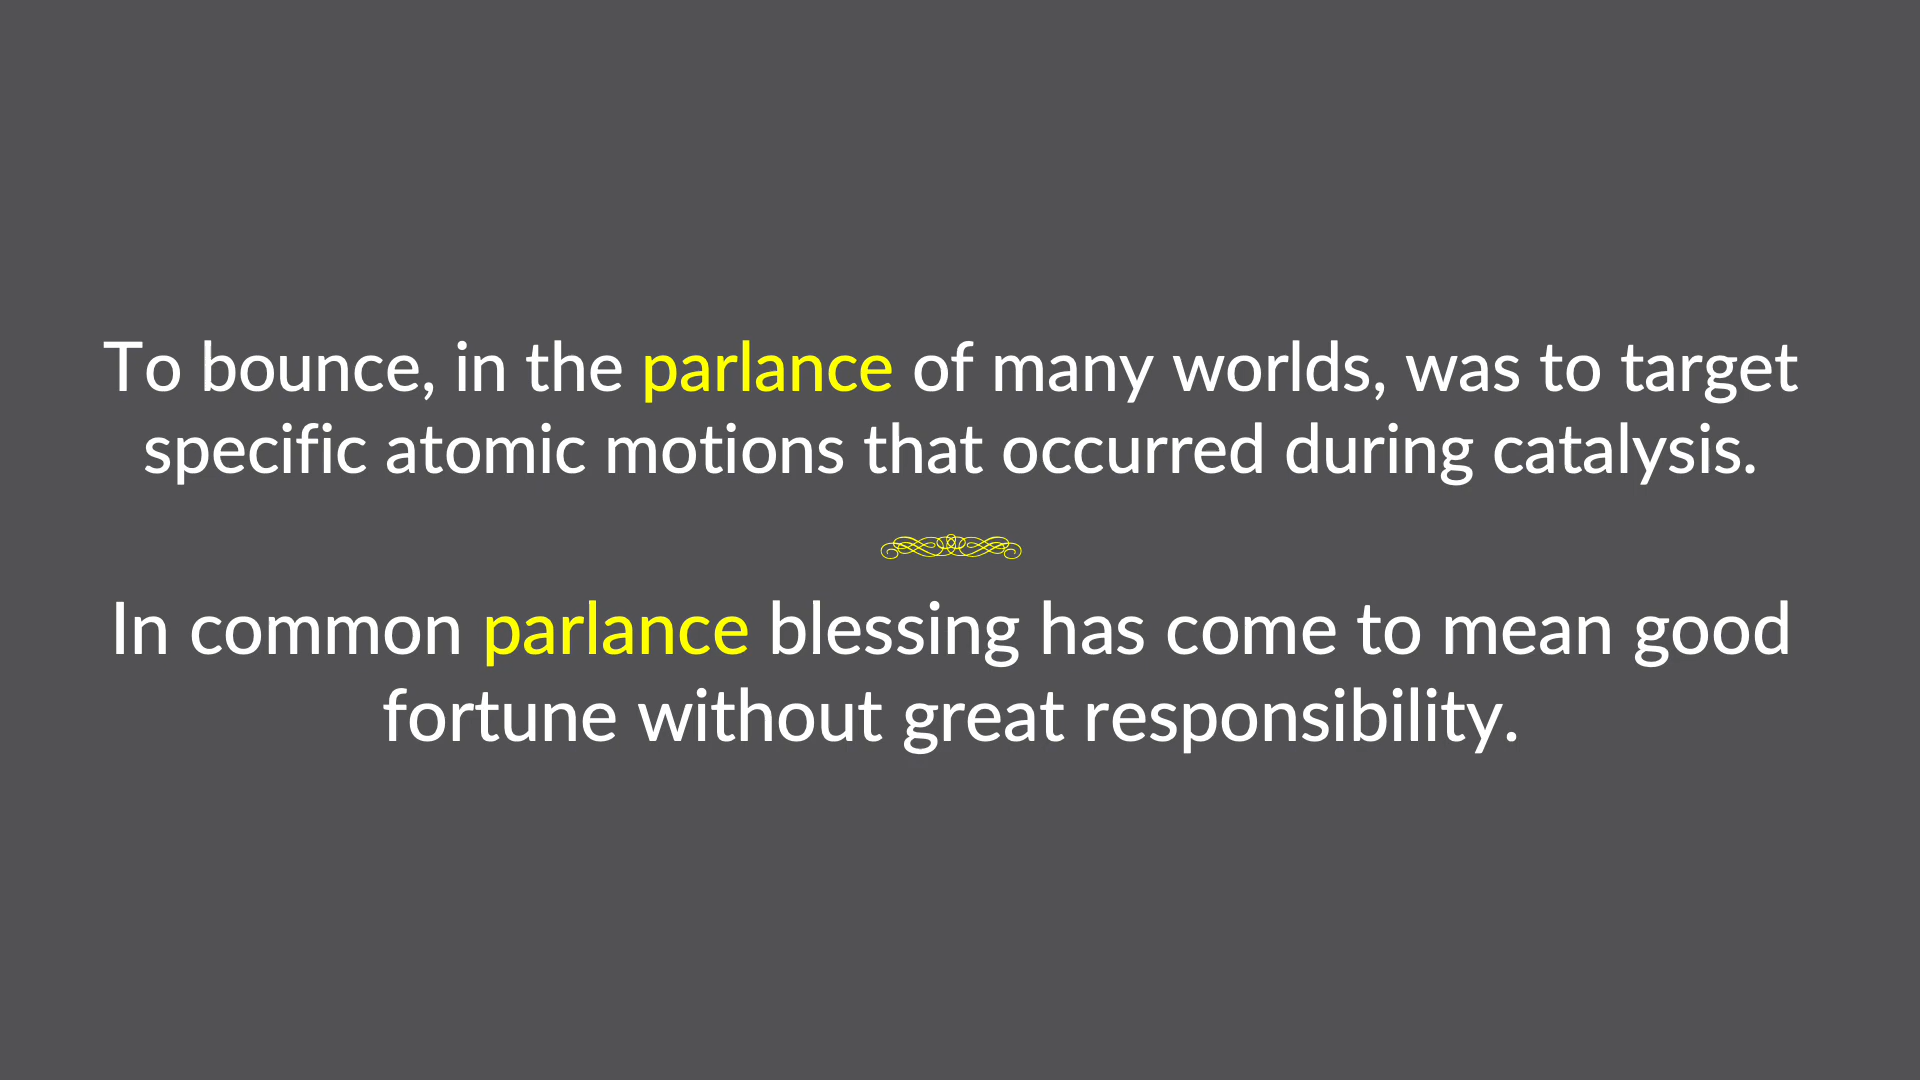 To bounce, in the parlance of many worlds, was to target
specific atomic motions that occurred during catalysis.
In common parlance blessing has come to mean good
fortune without great responsibility.